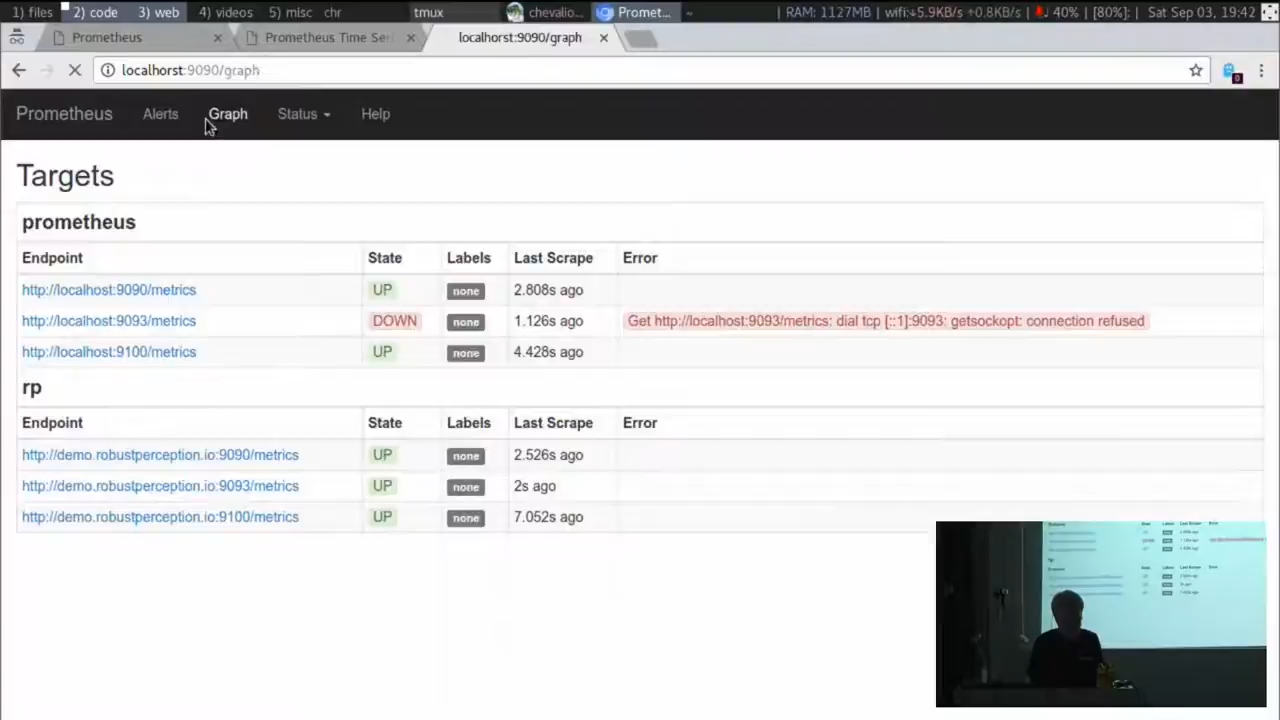 1) files 2) code 3) web 4) videos 5) misc chr tmux chevalio... Promet... | RAM: 1127MB | wifi:↓5.9KB/s ↑0.8KB/s | 40% | [80%]: | Sat Sep 03, 19:42
Prometheus × Prometheus Time Seri × localhorst:9090/graph ×
localhorst:9090/graph 0
Prometheus Alerts Graph Status Help
Targets
prometheus
Endpoint State Labels Last Scrape Error
http://localhost:9090/metrics UP none 2.808s ago
http://localhost:9093/metrics DOWN none 1.126s ago Get http://localhost:9093/metrics: dial tcp [::1]:9093: getsockopt: connection refused
http://localhost:9100/metrics UP none 4.428s ago
rp
Endpoint State Labels Last Scrape Error
http://demo.robustperception.io:9090/metrics UP none 2.526s ago
http://demo.robustperception.io:9093/metrics UP none 2s ago
http://demo.robustperception.io:9100/metrics UP none 7.052s ago